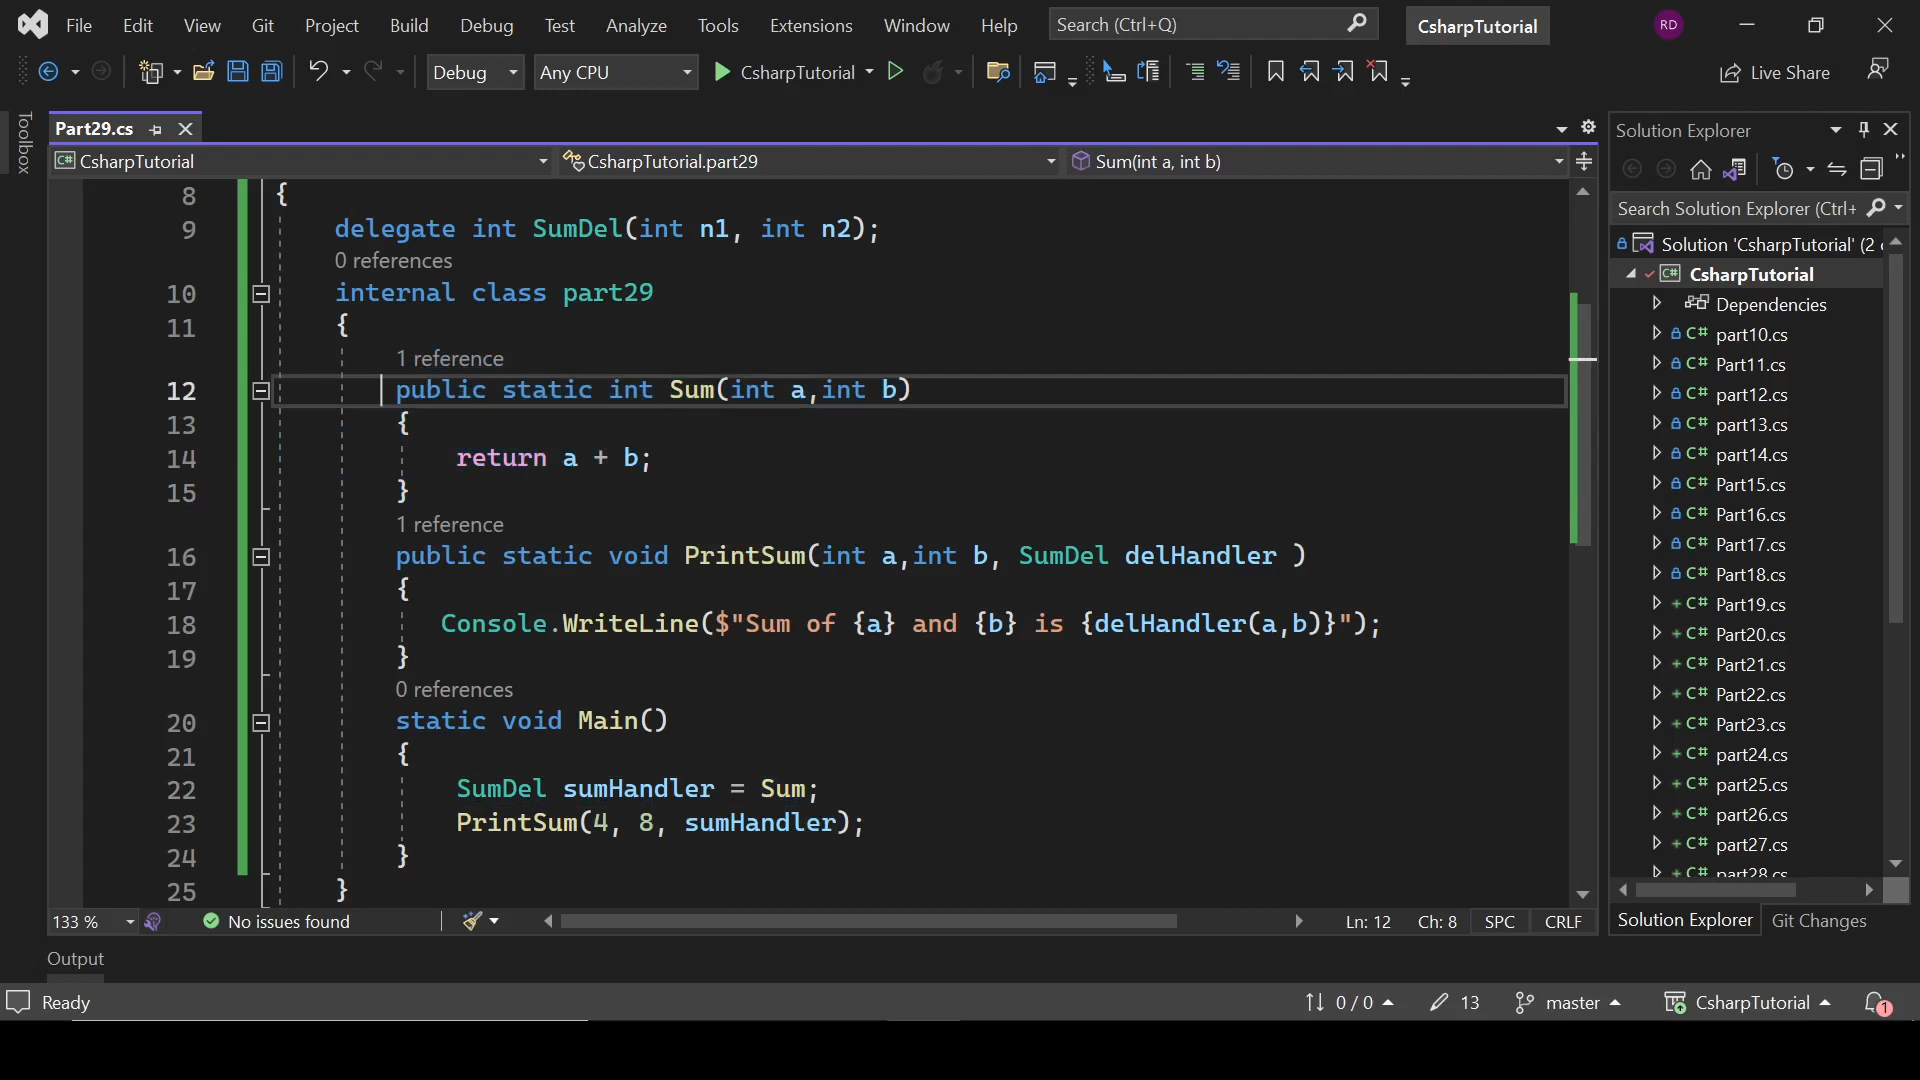 File Edit View Git Project Build Debug Test Analyze Tools Extensions Window Help Search (Ctrl+Q) CsharpTutorial RD
Debug Any CPU CsharpTutorial Live Share
Toolbox
Part29.cs
CsharpTutorial CsharpTutorial.part29 Sum(int a, int b)
8 {
9 delegate int SumDel(int n1, int n2);
0 references
10 internal class part29
11 {
1 reference
12 public static int Sum(int a,int b)
13 {
14 return a + b;
15 }
1 reference
16 public static void PrintSum(int a,int b, SumDel delHandler )
17 {
18 Console.WriteLine($"Sum of {a} and {b} is {delHandler(a,b)}");
19 }
0 references
20 static void Main()
21 {
22 SumDel sumHandler = Sum;
23 PrintSum(4, 8, sumHandler);
24 }
25 }
133 % No issues found Ln: 12 Ch: 8 SPC CRLF
Solution Explorer
Search Solution Explorer (Ctrl+
Solution 'CsharpTutorial' (2
C# CsharpTutorial
Dependencies
C# part10.cs
C# Part11.cs
C# part12.cs
C# part13.cs
C# part14.cs
C# Part15.cs
C# Part16.cs
C# Part17.cs
C# Part18.cs
+ C# Part19.cs
+ C# Part20.cs
+ C# Part21.cs
+ C# Part22.cs
+ C# Part23.cs
+ C# part24.cs
+ C# part25.cs
+ C# part26.cs
+ C# part27.cs
+ C# part28.cs
Solution Explorer Git Changes
Output
Ready 0 / 0 13 master CsharpTutorial 1